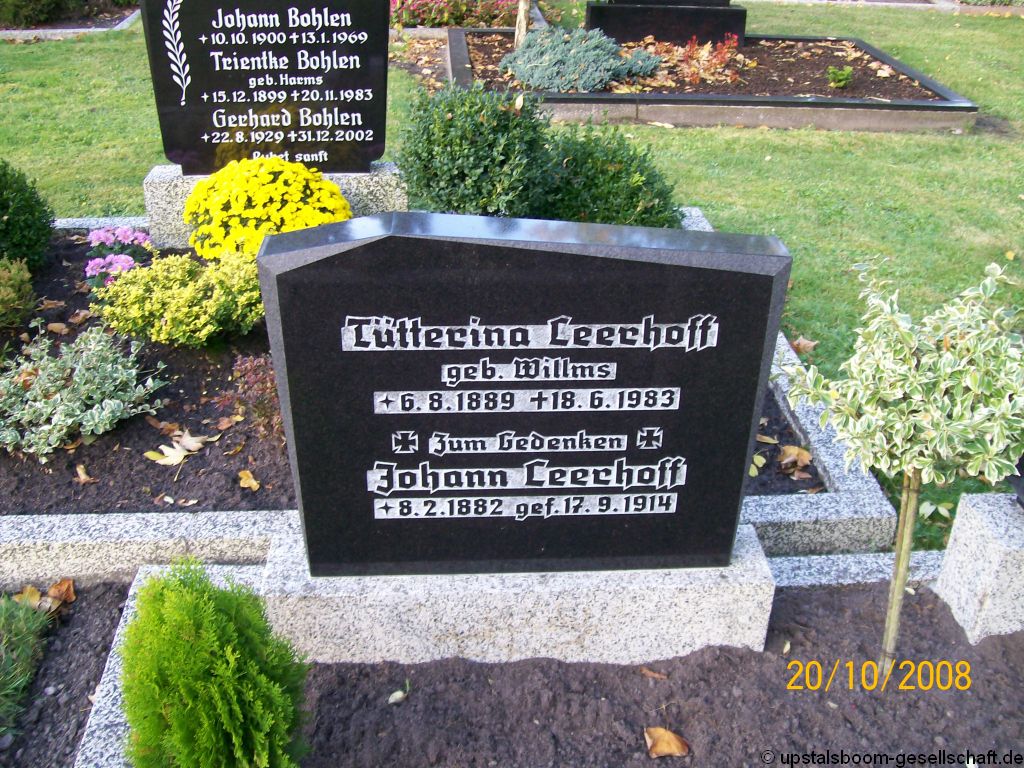 Johann Bohlen
+10.10.1900 +13.1.1969
Trientke Bohlen
geb. Harms
+15.12.1899 +20.11.1983
Gerhard Bohlen
+22.8.1929 +31.12.2002
Ruhet sanft
Tütterina Leerhoff
geb. Willms
+6.8.1889 +18.6.1983
Zum Gedenken
Johann Leerhoff
+8.2.1882 gef. 17.9.1914
20/10/2008
© upstalsboom-gesellschaft.de